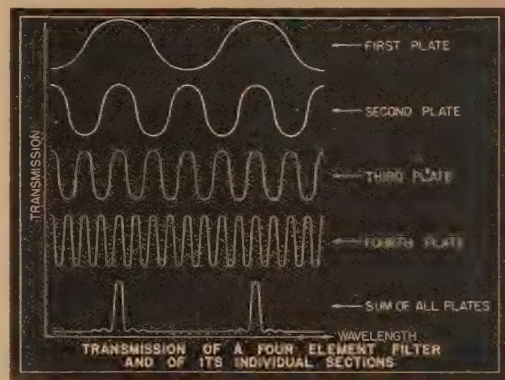 FIRST PLATE
SECOND PLATE
THIRD PLATE
FOURTH PLATE
SUM OF ALL PLATES
TRANSMISSION
WAVELENGTH
TRANSMISSION OF A FOUR ELEMENT FILTER
AND OF ITS INDIVIDUAL SECTIONS